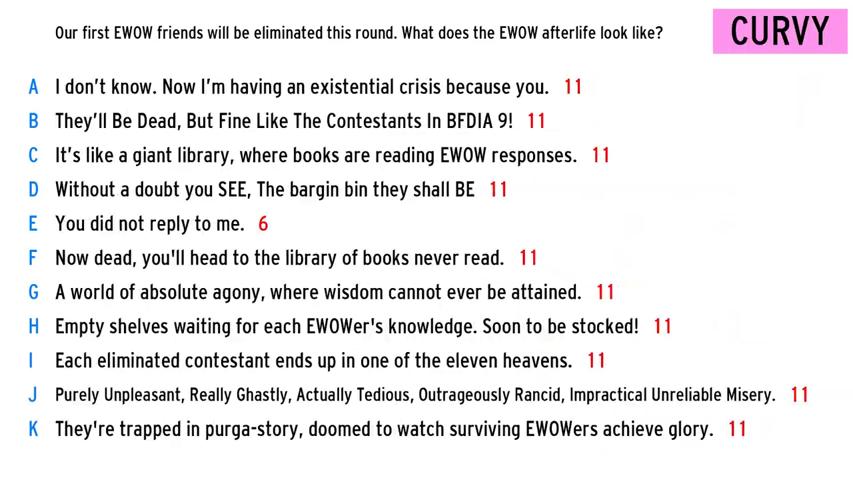 Our first EWOW friends will be eliminated this round. What does the EWOW afterlife look like?
CURVY
A I don't know. Now I'm having an existential crisis because you. 11
B They'll Be Dead, But Fine Like The Contestants In BFDIA 9! 11
C It's like a giant library, where books are reading EWOW responses. 11
D Without a doubt you SEE, The bargin bin they shall BE 11
E You did not reply to me. 6
F Now dead, you'll head to the library of books never read. 11
G A world of absolute agony, where wisdom cannot ever be attained. 11
H Empty shelves waiting for each EWOWer's knowledge. Soon to be stocked! 11
I Each eliminated contestant ends up in one of the eleven heavens. 11
J Purely Unpleasant, Really Ghastly, Actually Tedious, Outrageously Rancid, Impractical Unreliable Misery. 11
K They're trapped in purga-story, doomed to watch surviving EWOWers achieve glory. 11